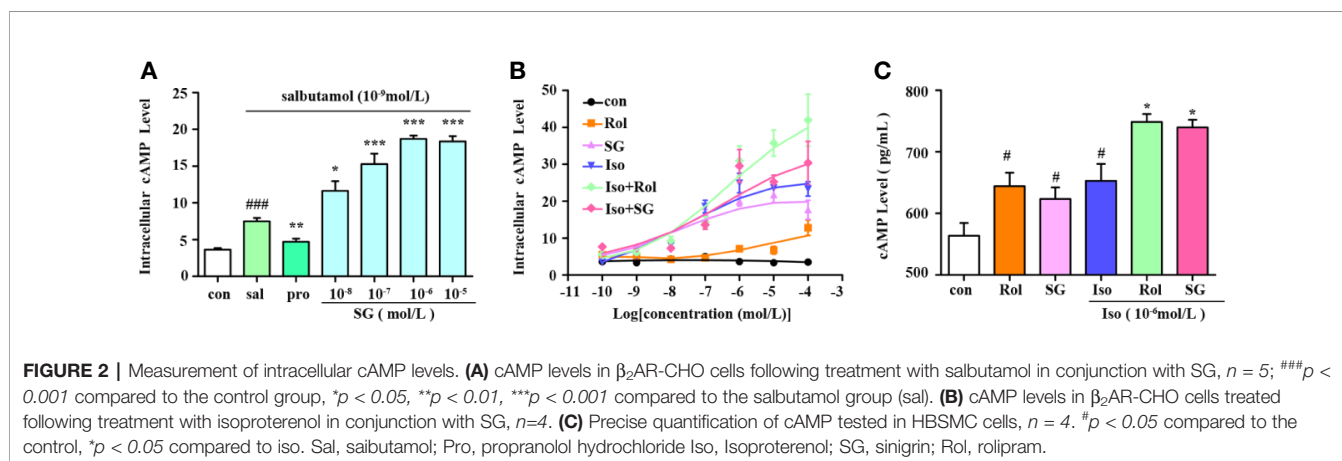 A
salbutamol (10⁻⁹mol/L)
Intracellular cAMP Level
25
20
15
10
5
0
###
**
*
***
***
***
con sal pro 10⁻⁸ 10⁻⁷ 10⁻⁶ 10⁻⁵
SG ( mol/L )
B
Intracellular cAMP Level
50
40
30
20
10
0
con
Rol
SG
Iso
Iso+Rol
Iso+SG
-11 -10 -9 -8 -7 -6 -5 -4 -3
Log[concentration (mol/L)]
C
cAMP Level ( pg/mL )
800
700
600
500
#
#
#
*
*
con Rol SG Iso Rol SG
Iso ( 10⁻⁶mol/L )
FIGURE 2 | Measurement of intracellular cAMP levels. (A) cAMP levels in β₂AR-CHO cells following treatment with salbutamol in conjunction with SG, n = 5; ###p <
0.001 compared to the control group, *p < 0.05, **p < 0.01, ***p < 0.001 compared to the salbutamol group (sal). (B) cAMP levels in β₂AR-CHO cells treated
following treatment with isoproterenol in conjunction with SG, n=4. (C) Precise quantification of cAMP tested in HBSMC cells, n = 4. #p < 0.05 compared to the
control, *p < 0.05 compared to iso. Sal, saibutamol; Pro, propranolol hydrochloride Iso, Isoproterenol; SG, sinigrin; Rol, rolipram.